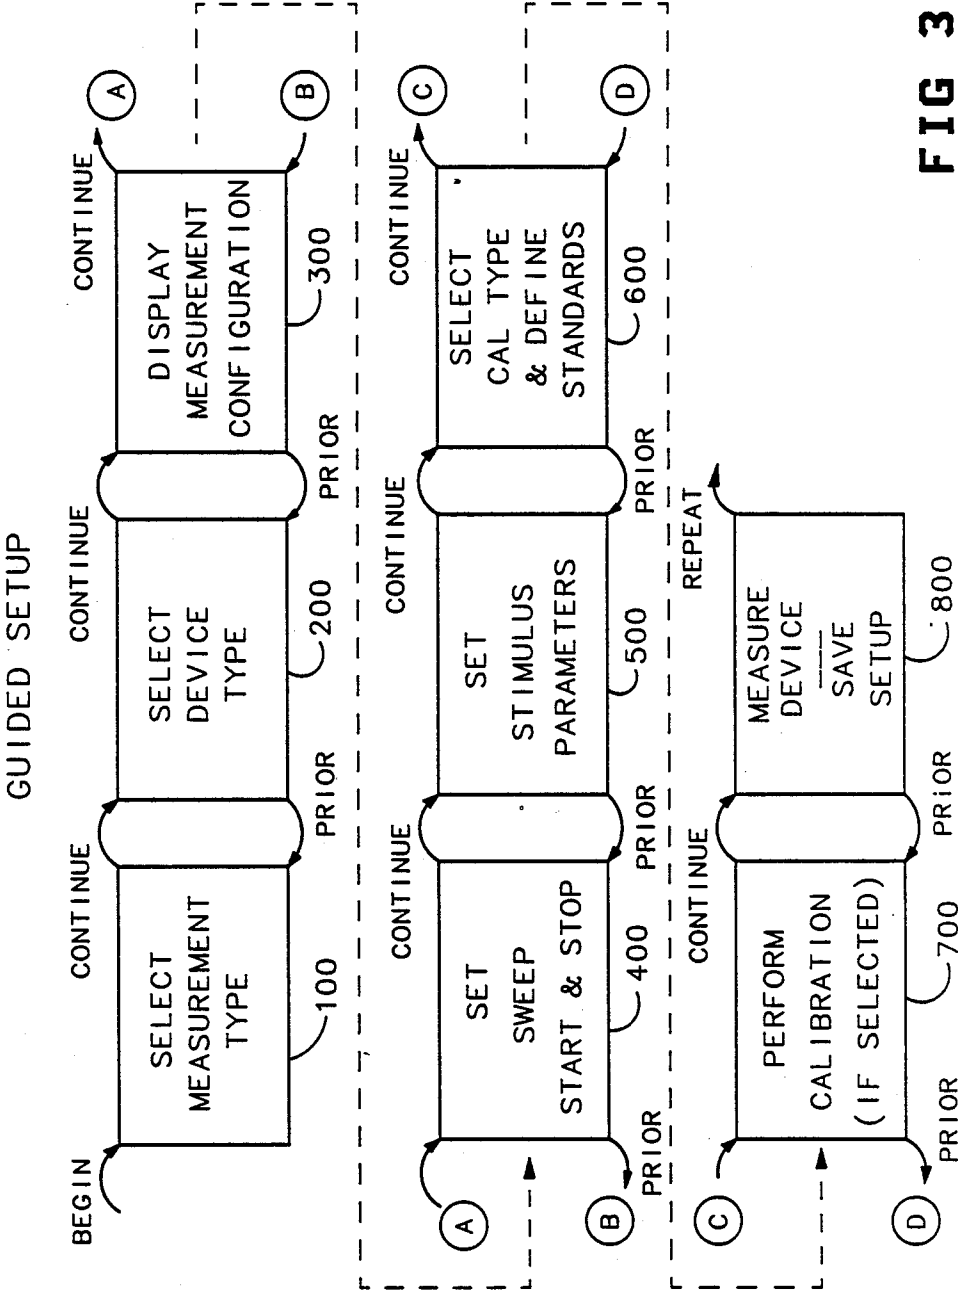 GUIDED SETUP
BEGIN
SELECT
MEASUREMENT
TYPE
100
CONTINUE
PRIOR
SELECT
DEVICE
TYPE
200
CONTINUE
PRIOR
DISPLAY
MEASUREMENT
CONFIGURATION
300
CONTINUE
A
B
A
B
PRIOR
SET
SWEEP
START & STOP
400
CONTINUE
PRIOR
SET
STIMULUS
PARAMETERS
500
CONTINUE
PRIOR
SELECT
CAL TYPE
& DEFINE
STANDARDS
600
CONTINUE
C
D
C
D
PRIOR
PERFORM
CALIBRATION
(IF SELECTED)
700
CONTINUE
PRIOR
MEASURE
DEVICE
SAVE
SETUP
800
REPEAT
FIG 3